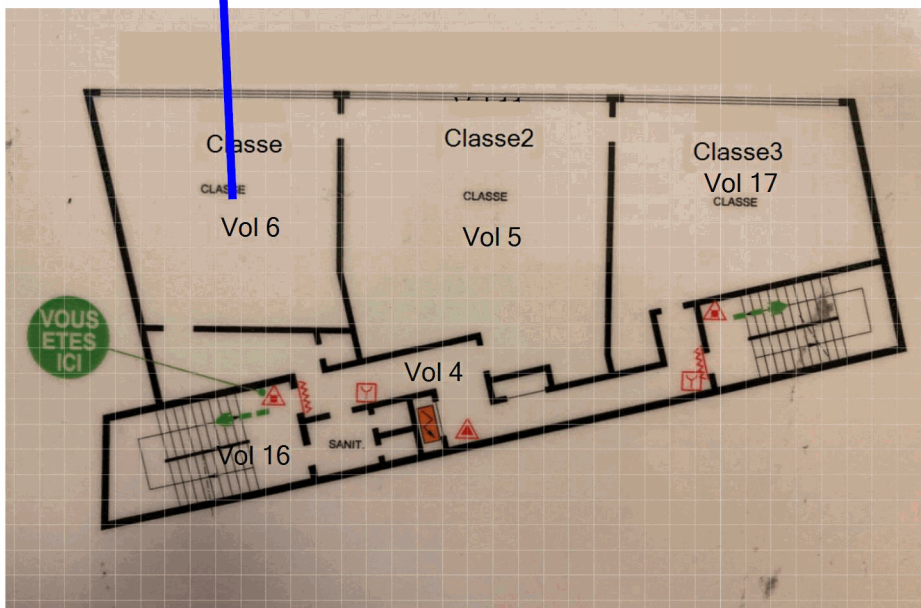 Classe
CLASSE
Vol 6
Classe2
CLASSE
Vol 5
Classe3
Vol 17
CLASSE
VOUS
ETES
ICI
Vol 4
SANIT.
Vol 16